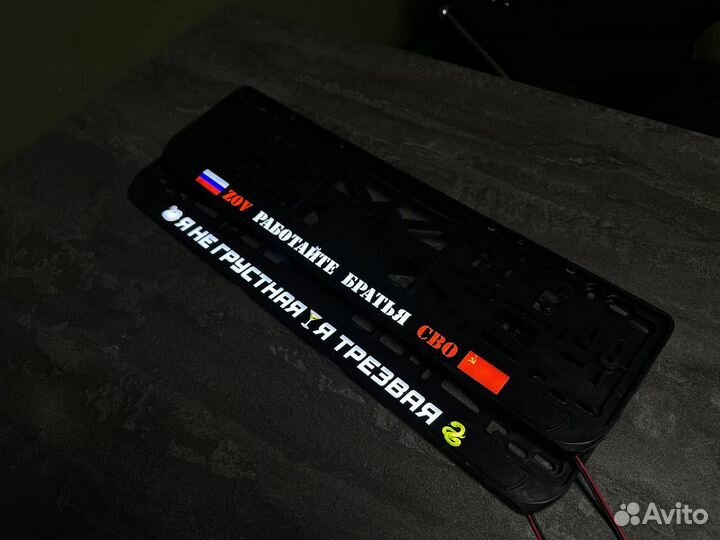 ZOV РАБОТАЙТЕ БРАТЬЯ СВО
Я НЕ ГРУСТНАЯ Я ТРЕЗВАЯ
Avito